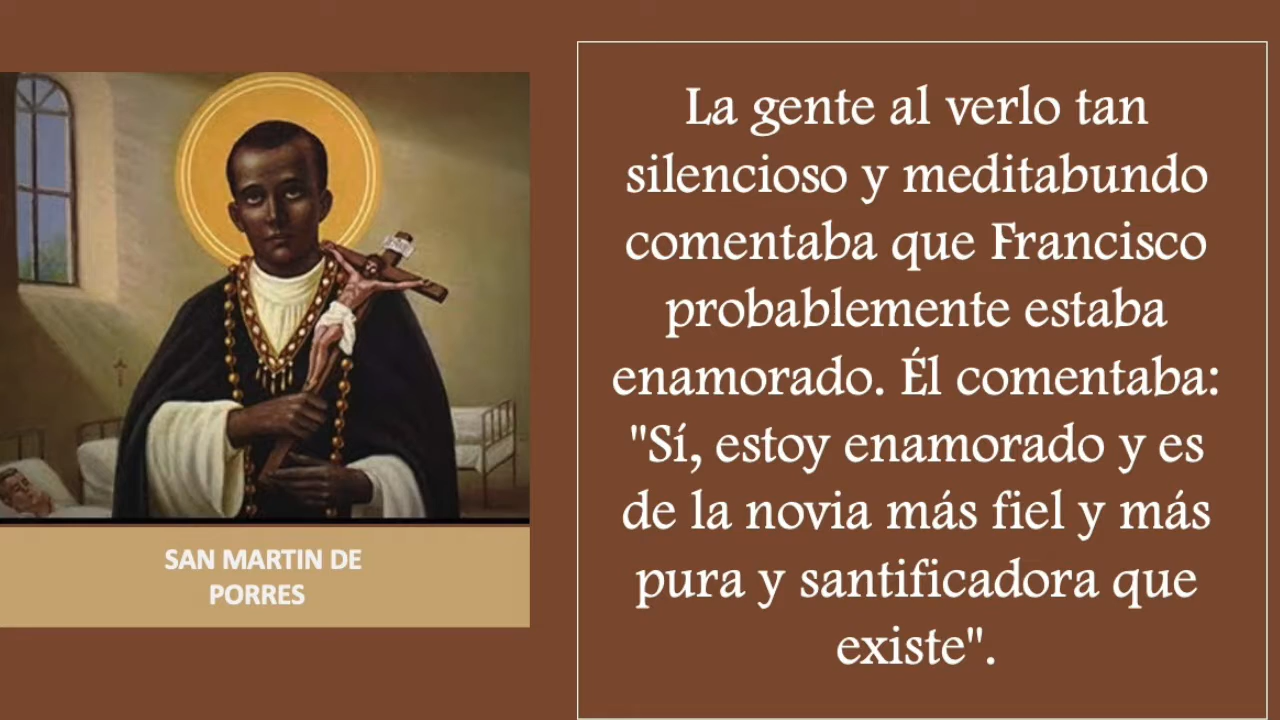 SAN MARTIN DE
PORRES
La gente al verlo tan
silencioso y meditabundo
comentaba que Francisco
probablemente estaba
enamorado. Él comentaba:
"Sí, estoy enamorado y es
de la novia más fiel y más
pura y santificadora que
existe".